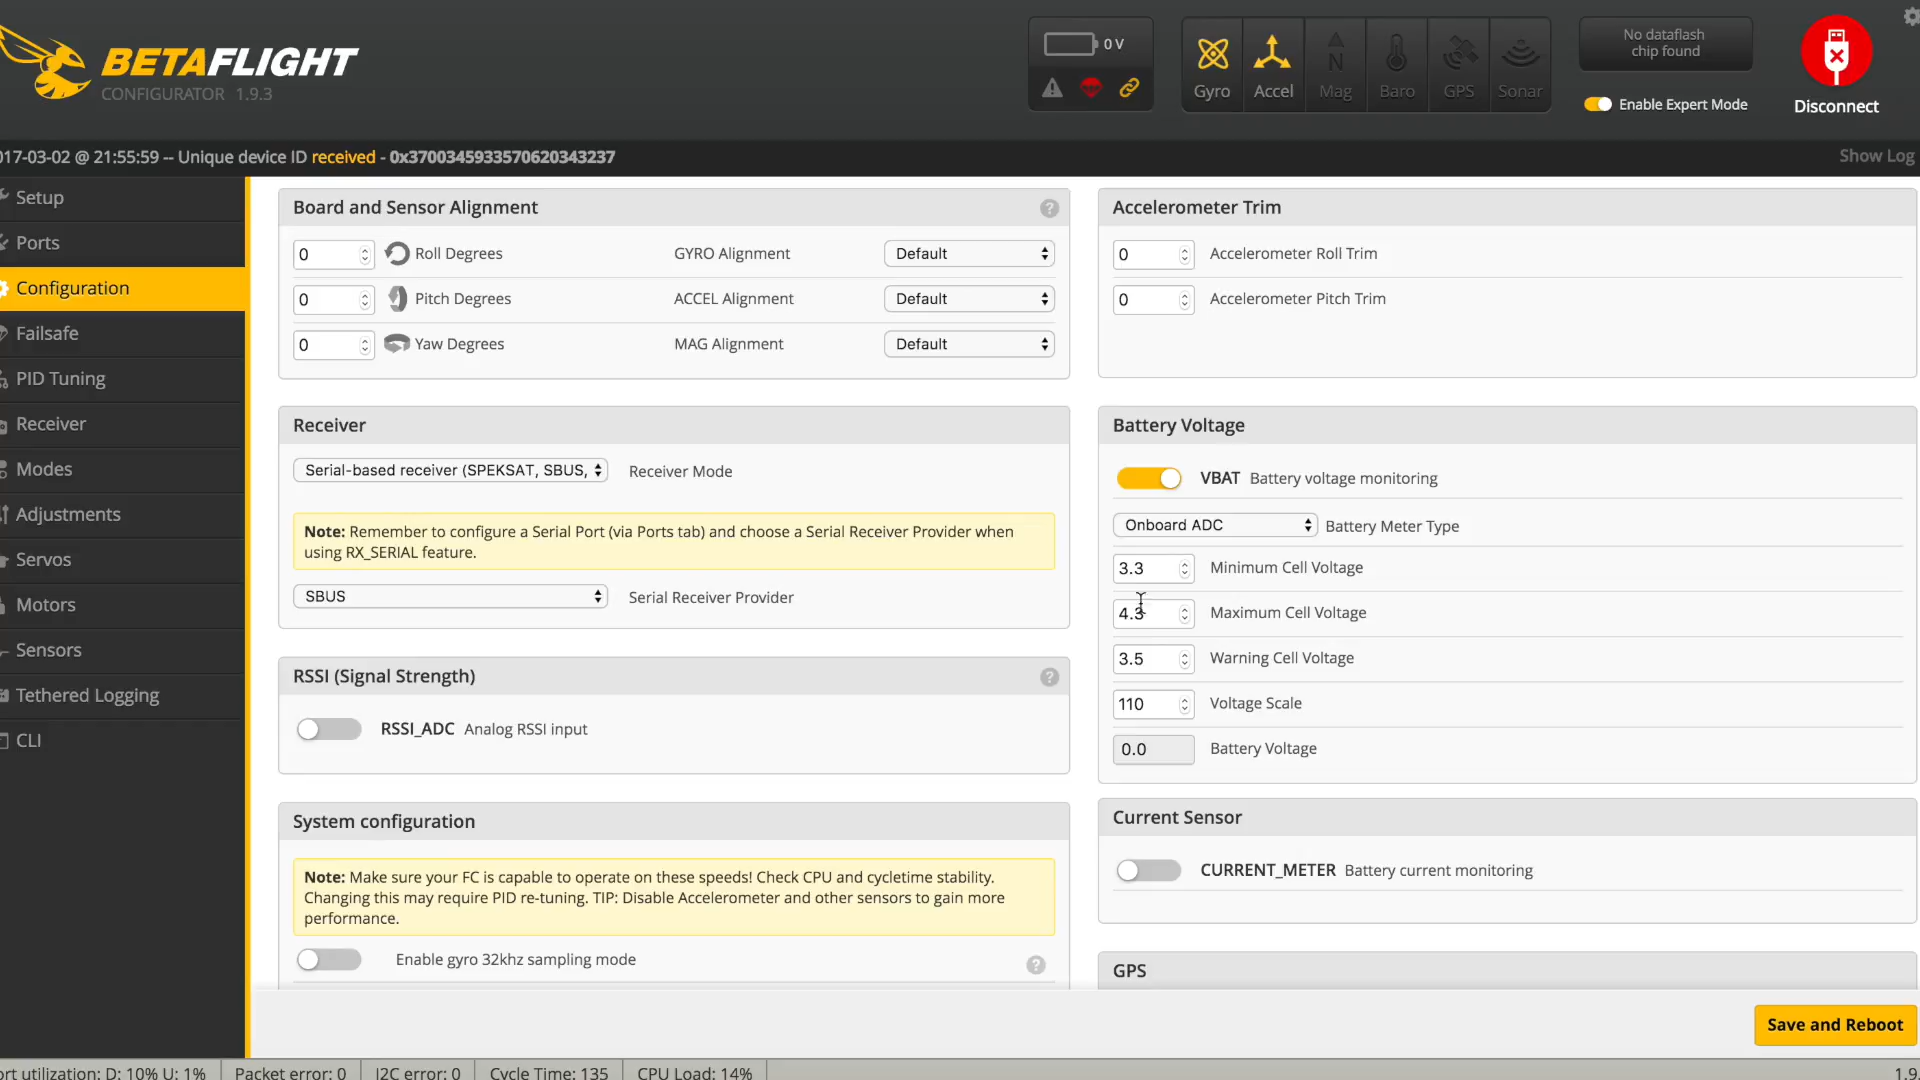 BETAFLIGHT
CONFIGURATOR 1.9.3
0 V
Gyro
Accel
Mag
Baro
GPS
Sonar
No dataflash
chip found
Enable Expert Mode
Disconnect
017-03-02 @ 21:55:59 -- Unique device ID received - 0x3700345933570620343237
Show Log
Setup
Ports
Configuration
Failsafe
PID Tuning
Receiver
Modes
Adjustments
Servos
Motors
Sensors
Tethered Logging
CLI
Board and Sensor Alignment
0 Roll Degrees GYRO Alignment Default
0 Pitch Degrees ACCEL Alignment Default
0 Yaw Degrees MAG Alignment Default
Accelerometer Trim
0 Accelerometer Roll Trim
0 Accelerometer Pitch Trim
Receiver
Serial-based receiver (SPEKSAT, SBUS, Receiver Mode
Note: Remember to configure a Serial Port (via Ports tab) and choose a Serial Receiver Provider when
using RX_SERIAL feature.
SBUS Serial Receiver Provider
Battery Voltage
VBAT Battery voltage monitoring
Onboard ADC Battery Meter Type
3.3 Minimum Cell Voltage
4.3 Maximum Cell Voltage
3.5 Warning Cell Voltage
110 Voltage Scale
0.0 Battery Voltage
RSSI (Signal Strength)
RSSI_ADC Analog RSSI input
Current Sensor
CURRENT_METER Battery current monitoring
System configuration
Note: Make sure your FC is capable to operate on these speeds! Check CPU and cycletime stability.
Changing this may require PID re-tuning. TIP: Disable Accelerometer and other sensors to gain more
performance.
Enable gyro 32khz sampling mode
GPS
Save and Reboot
ort utilization: D: 10% U: 1% Packet error: 0 I2C error: 0 Cycle Time: 135 CPU Load: 14% 1.9.